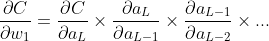 ∂C/∂w₁ = ∂C/∂a_L × ∂a_L/∂a_{L−1} × ∂a_{L−1}/∂a_{L−2} × ...